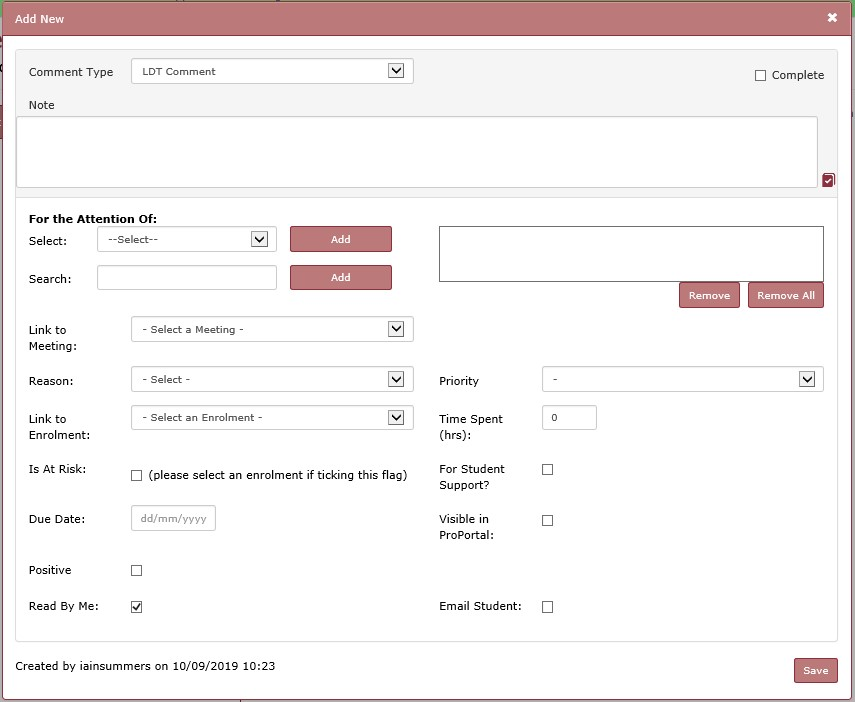 Add New
Comment Type
LDT Comment
Complete
Note
For the Attention Of:
Select:
--Select--
Add
Search:
Add
Remove
Remove All
Link to
Meeting:
- Select a Meeting -
Reason:
- Select -
Priority
-
Link to
Enrolment:
- Select an Enrolment -
Time Spent
(hrs):
0
Is At Risk:
(please select an enrolment if ticking this flag)
For Student
Support?
Due Date:
dd/mm/yyyy
Visible in
ProPortal:
Positive
Read By Me:
Email Student:
Created by iainsummers on 10/09/2019 10:23
Save